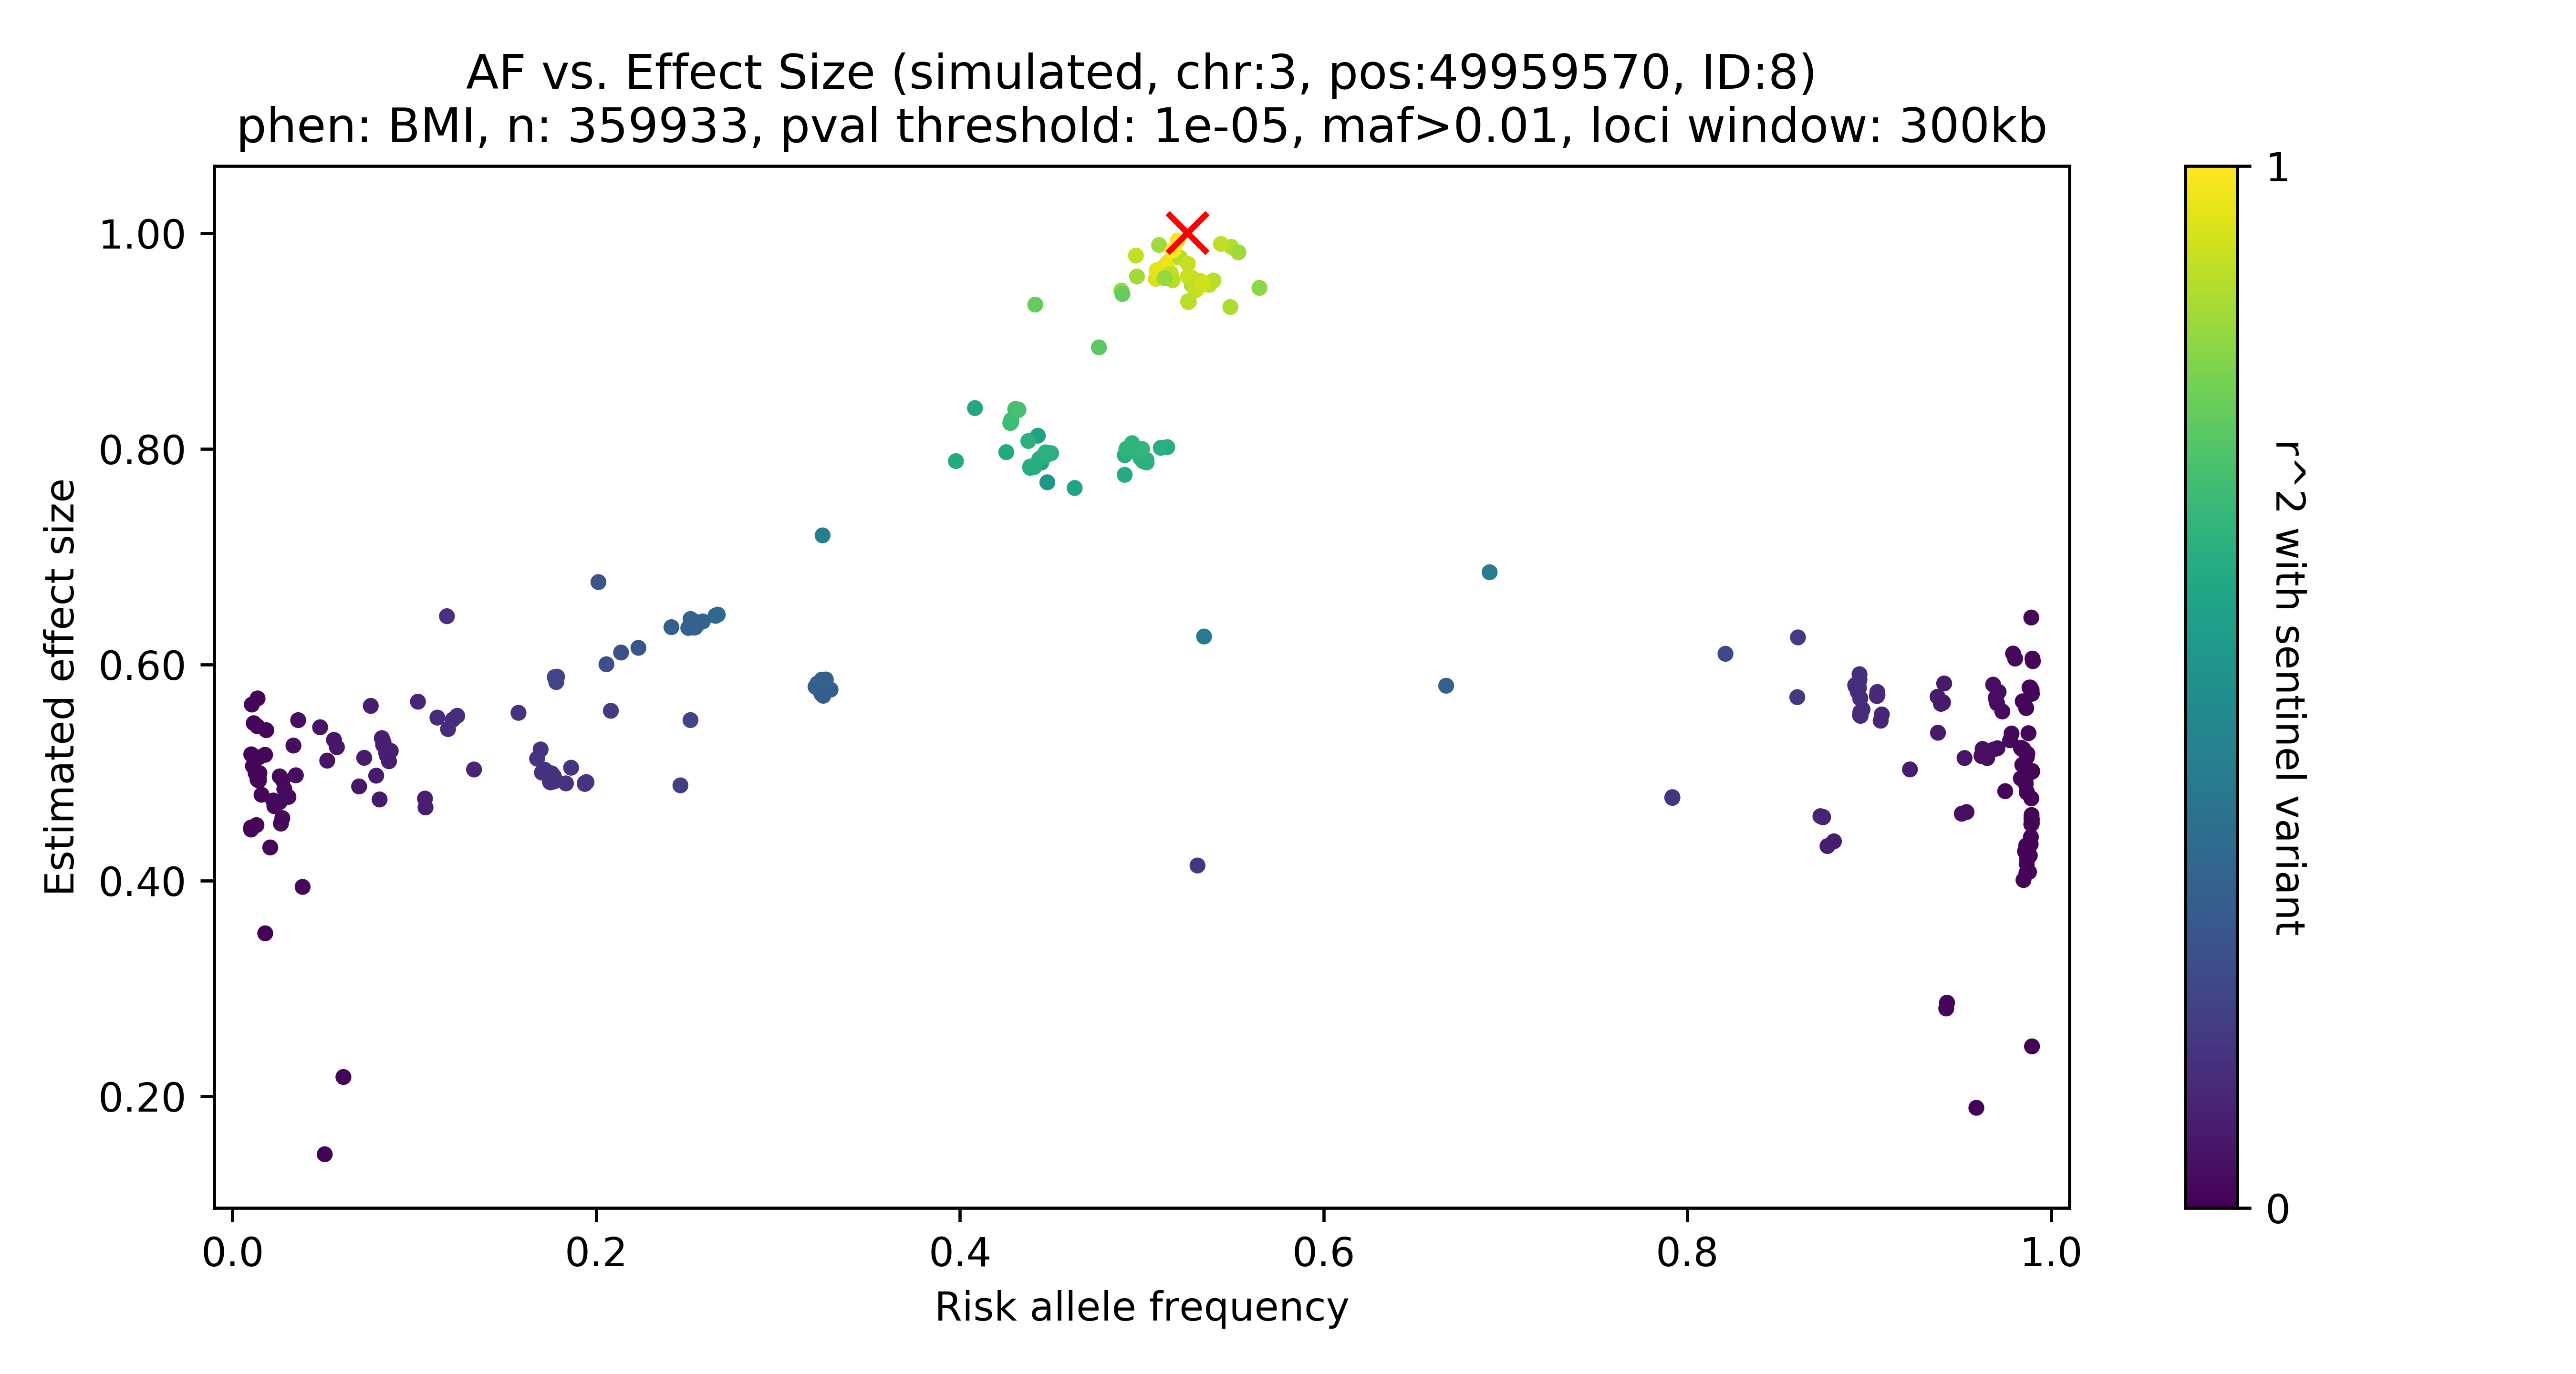 AF vs. Effect Size (simulated, chr:3, pos:49959570, ID:8)
phen: BMI, n: 359933, pval threshold: 1e-05, maf>0.01, loci window: 300kb
1.00
0.80
0.60
0.40
0.20
Estimated effect size
0.0
0.2
0.4
0.6
0.8
1.0
Risk allele frequency
1
0
r^2 with sentinel variant